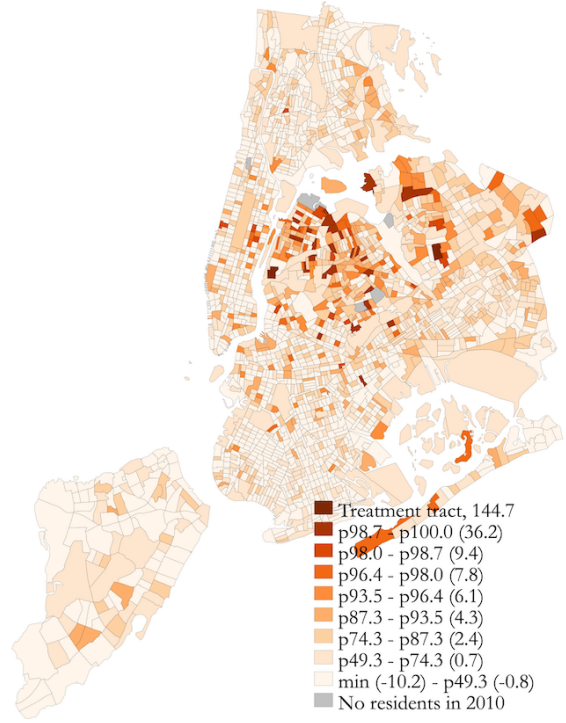 Treatment tract, 144.7
p98.7 - p100.0 (36.2)
p98.0 - p98.7 (9.4)
p96.4 - p98.0 (7.8)
p93.5 - p96.4 (6.1)
p87.3 - p93.5 (4.3)
p74.3 - p87.3 (2.4)
p49.3 - p74.3 (0.7)
min (-10.2) - p49.3 (-0.8)
No residents in 2010